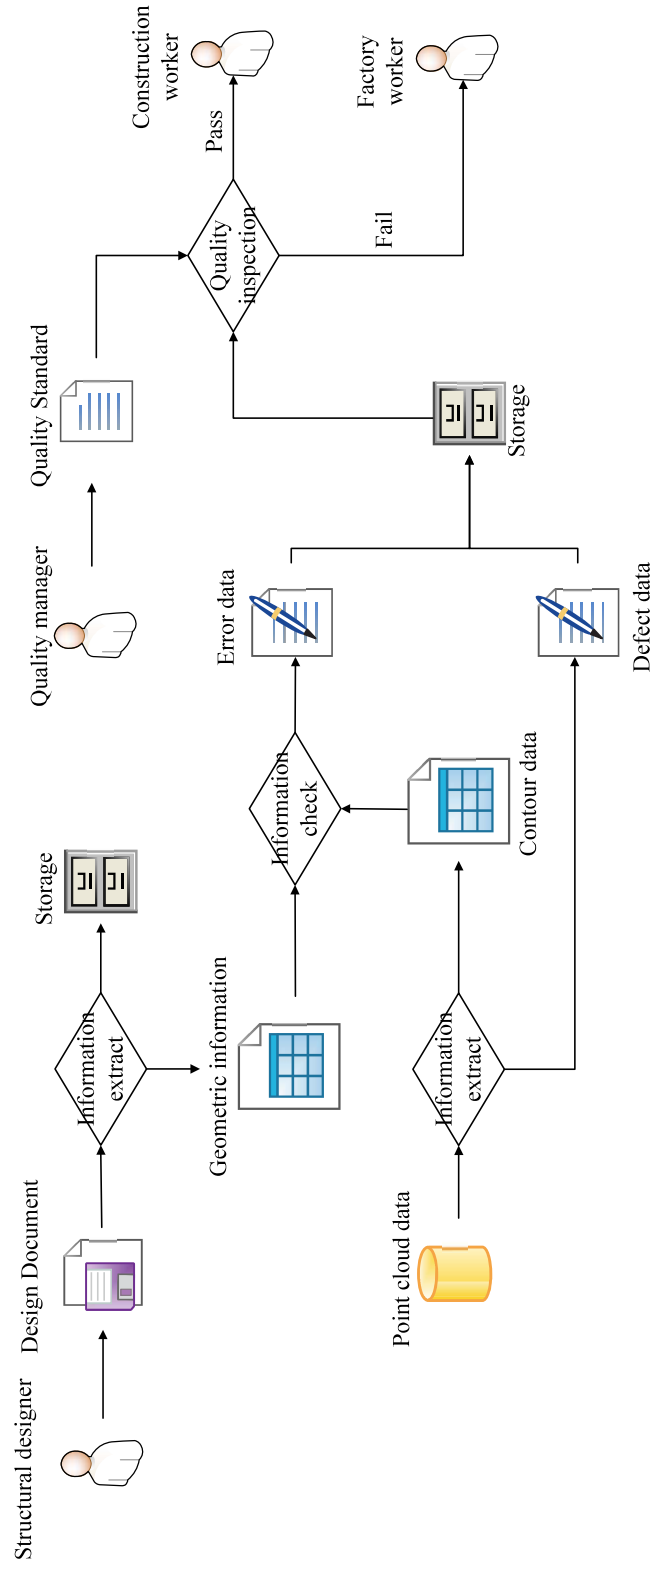 Structural designer
Design Document
Information
extract
Storage
Quality manager
Quality Standard
Construction
worker
Pass
Quality
inspection
Fail
Factory
worker
Geometric information
Information
check
Error data
Storage
Point cloud data
Information
extract
Contour data
Defect data